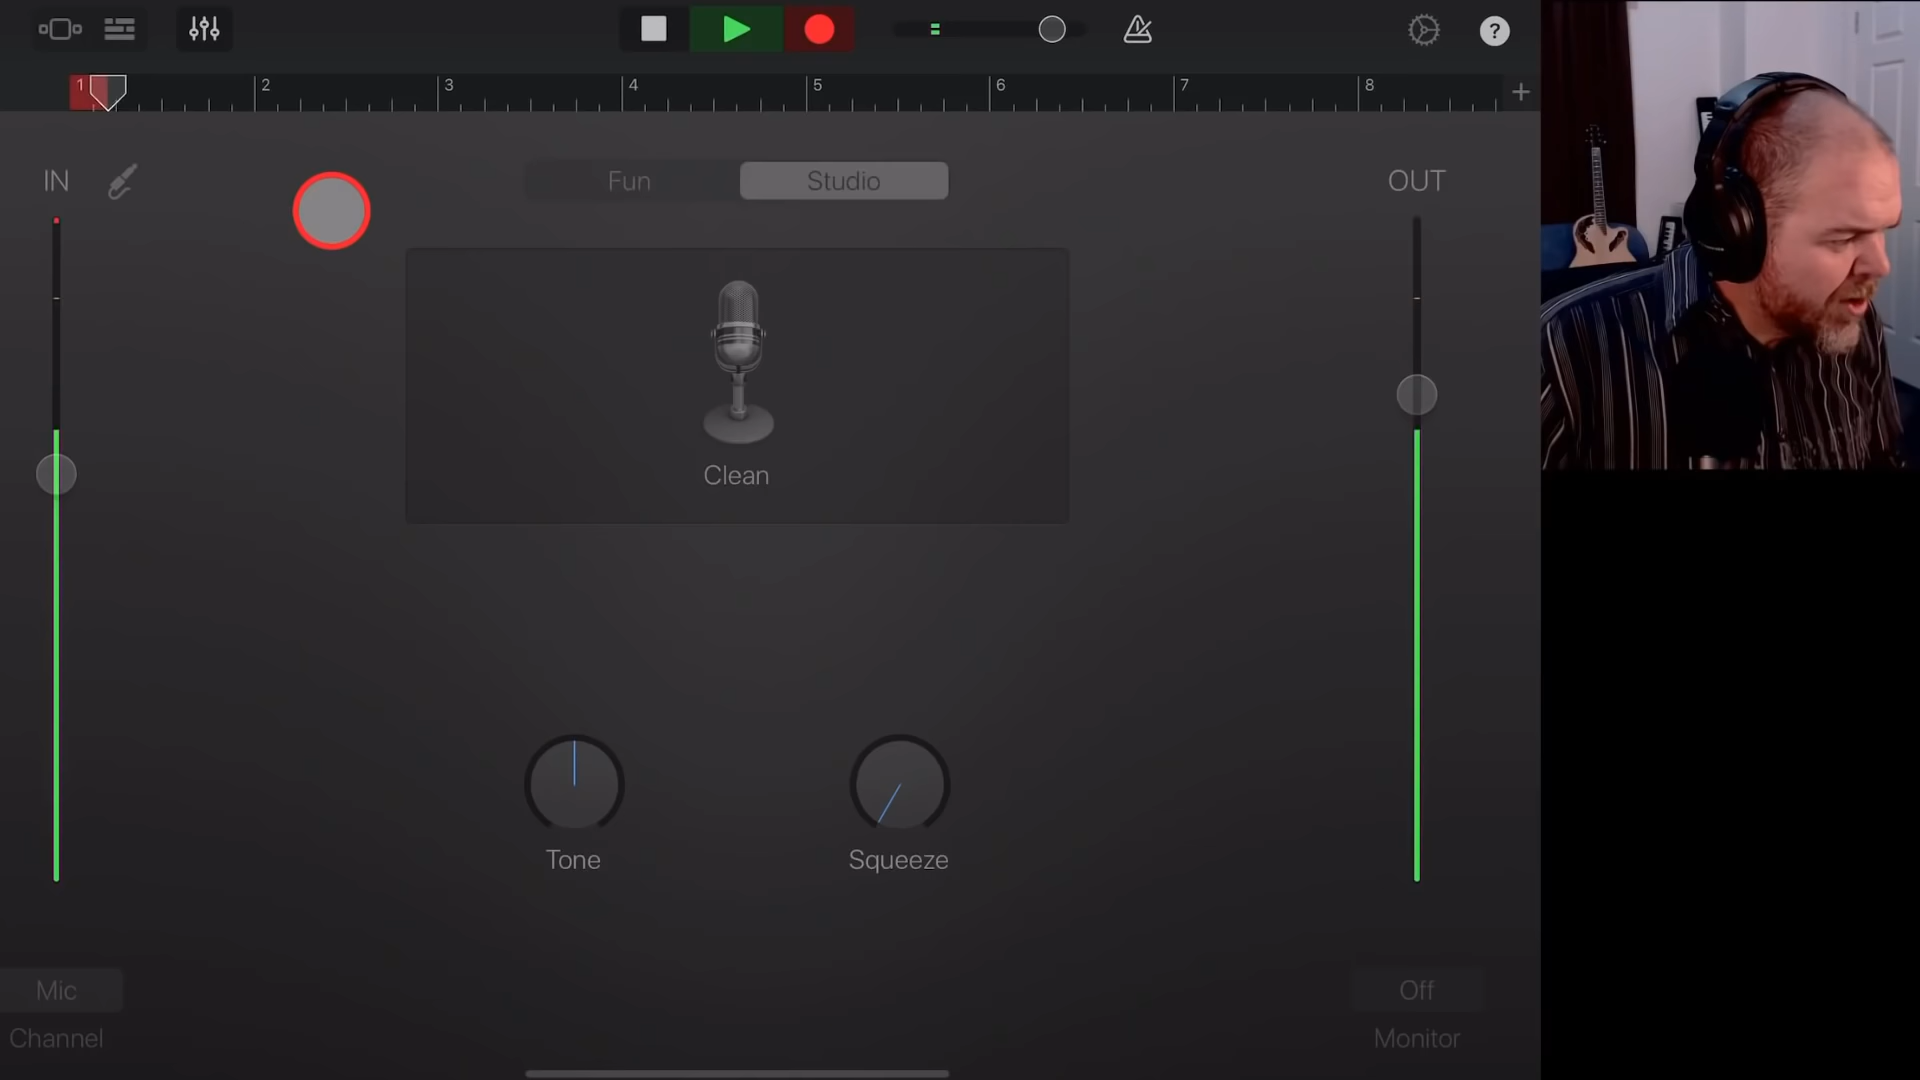 1 2 3 4 5 6 7 8 +
?
IN
Fun
Studio
OUT
Clean
Tone
Squeeze
Mic
Off
Channel
Monitor